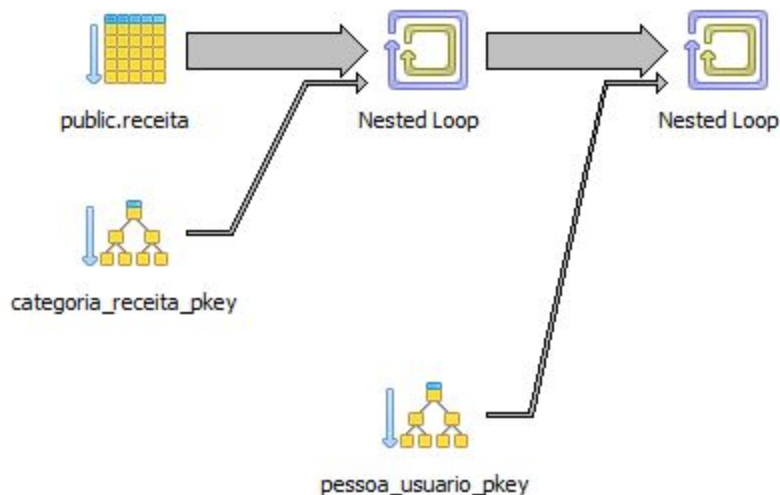 public.receita
Nested Loop
Nested Loop
categoria_receita_pkey
pessoa_usuario_pkey